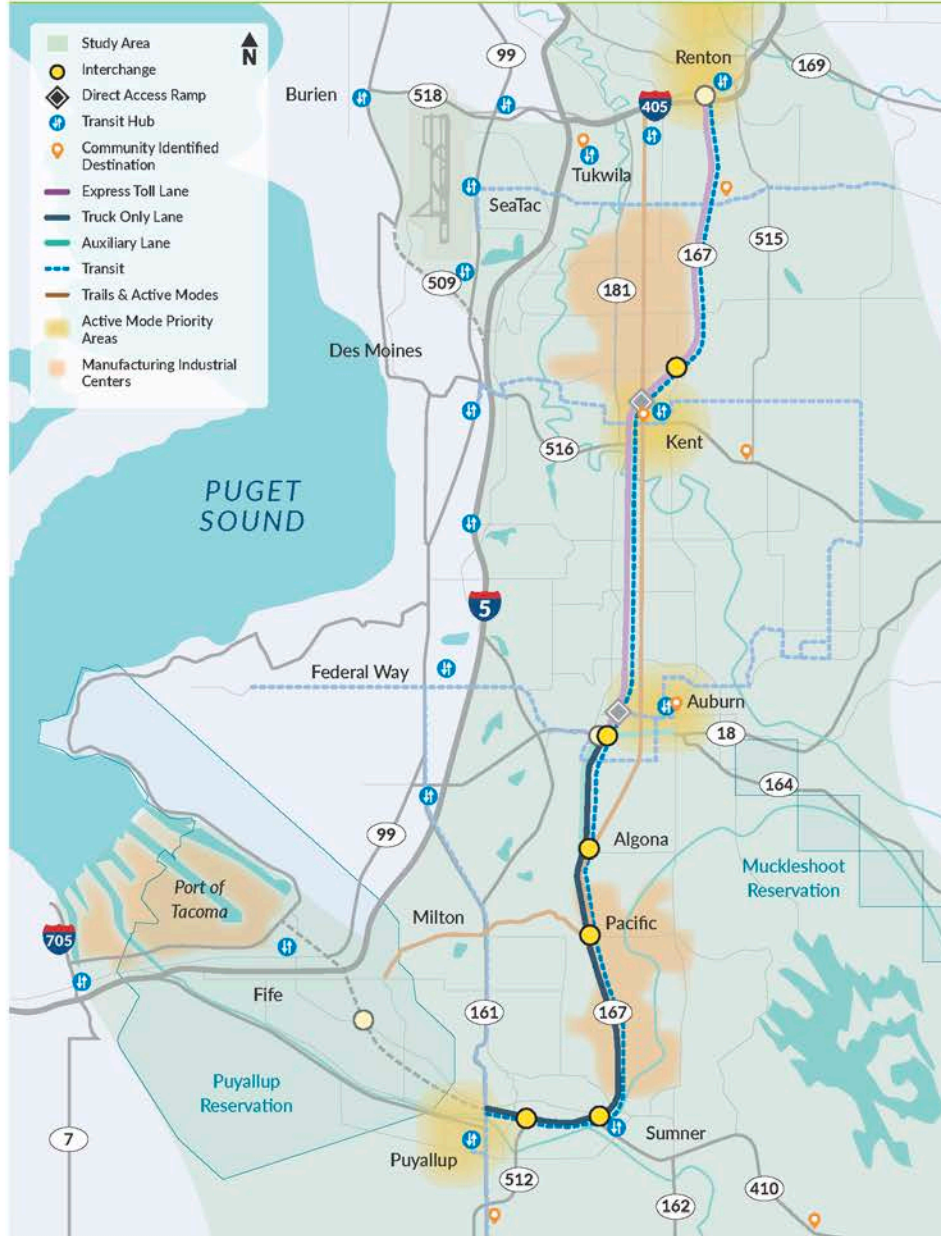 Study Area
N
Interchange
Direct Access Ramp
Transit Hub
Community Identified
Destination
Express Toll Lane
Truck Only Lane
Auxiliary Lane
Transit
Trails & Active Modes
Active Mode Priority
Areas
Manufacturing Industrial
Centers
99
Renton
169
Burien
518
405
Tukwila
SeaTac
515
167
509
181
Des Moines
516
Kent
PUGET
SOUND
5
Federal Way
Auburn
18
164
99
Algona
Muckleshoot
Reservation
Port of
Tacoma
Milton
Pacific
705
Fife
161
167
Puyallup
Reservation
7
Sumner
Puyallup
512
410
162